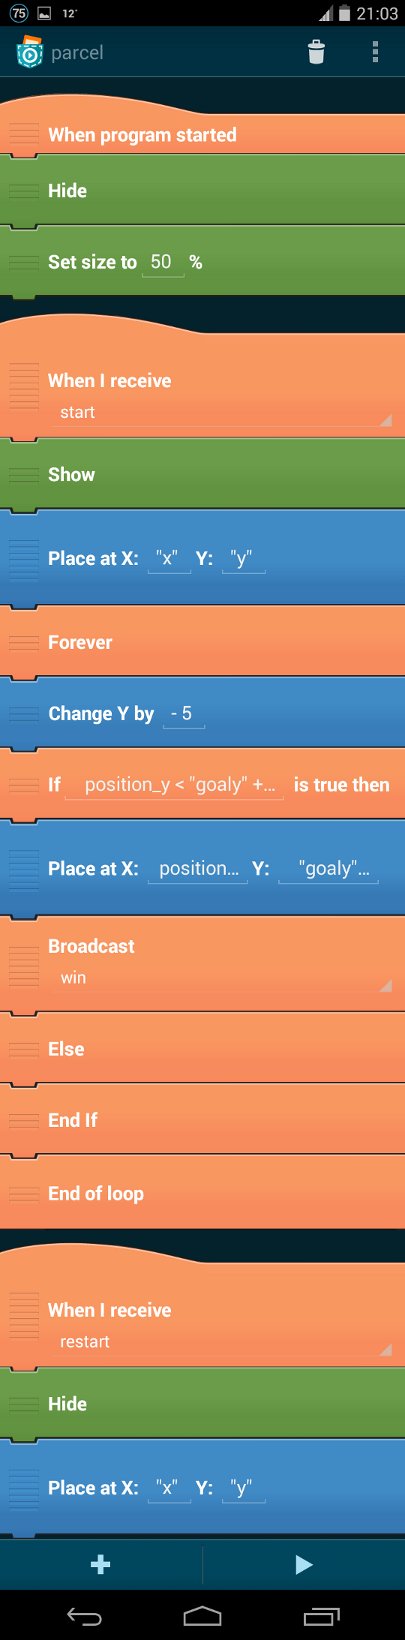 75 12° 21:03
parcel
When program started
Hide
Set size to 50 %
When I receive
start
Show
Place at X: "x" Y: "y"
Forever
Change Y by - 5
If position_y < "goaly" +... is true then
Place at X: position... Y: "goaly"...
Broadcast
win
Else
End If
End of loop
When I receive
restart
Hide
Place at X: "x" Y: "y"